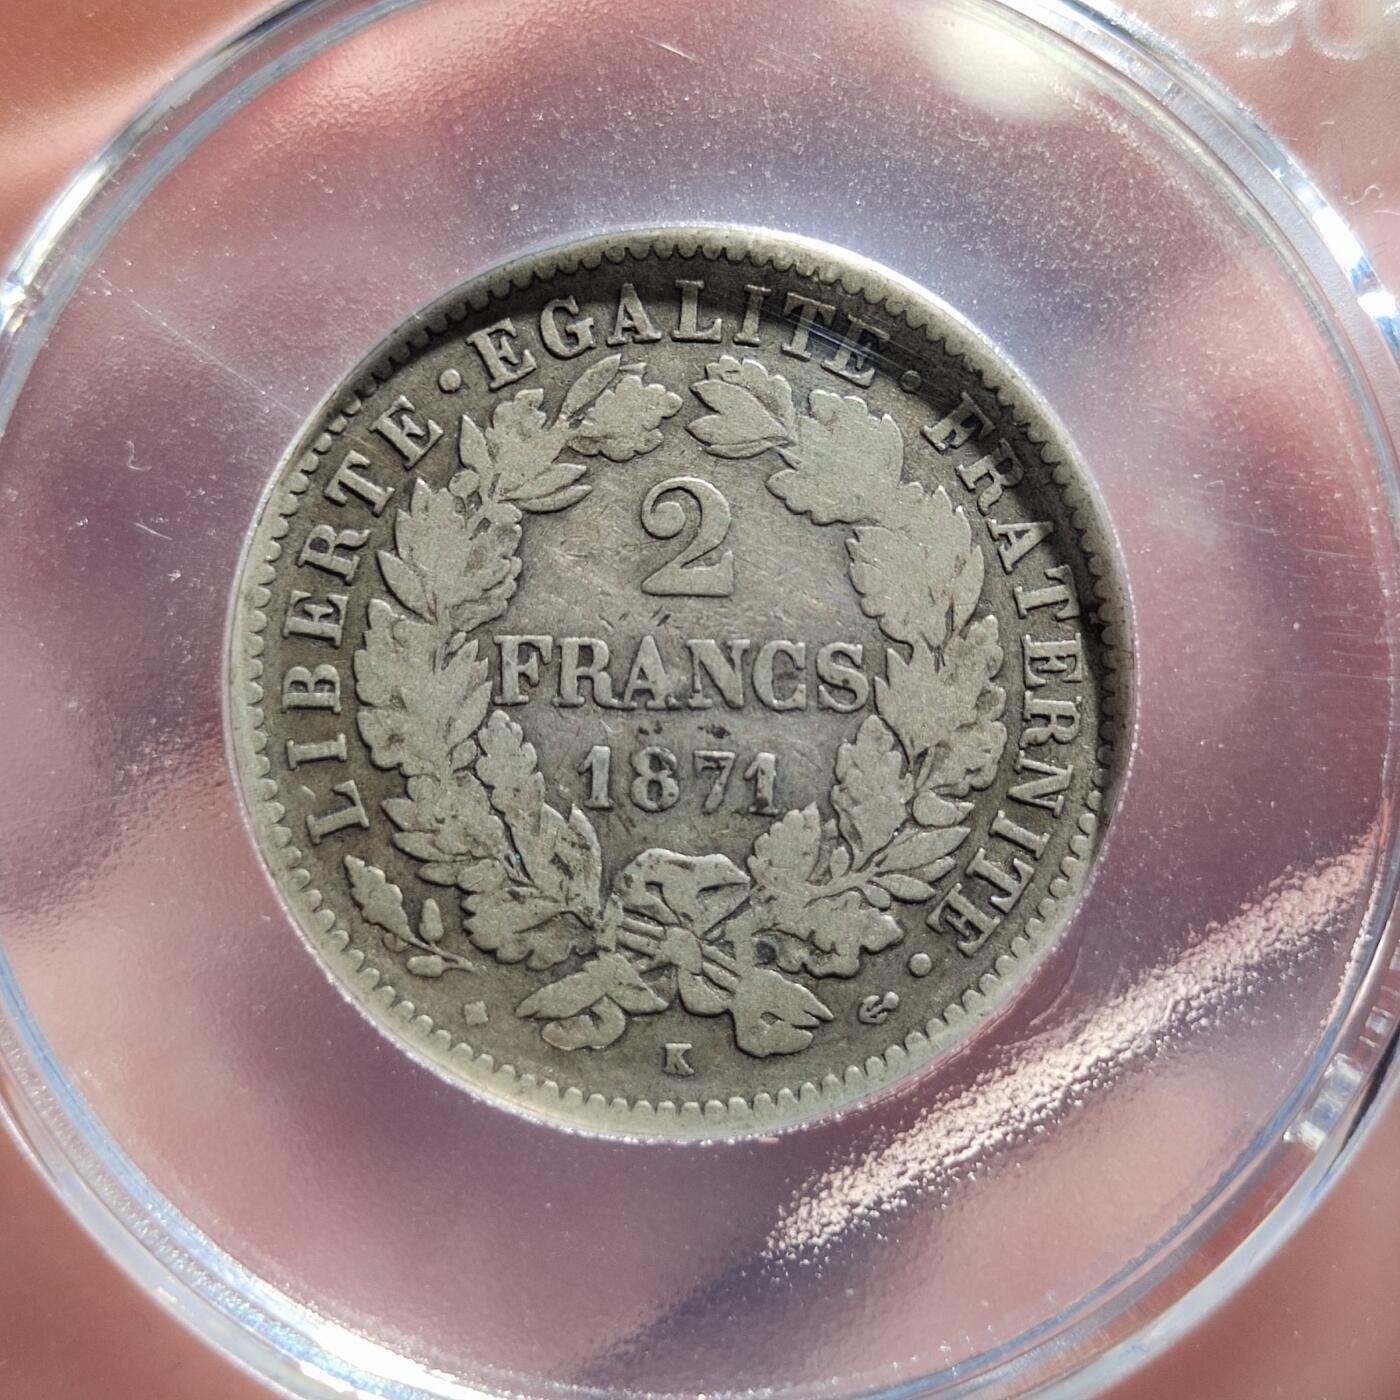 LIBERTE · EGALITE · FRATERNITE ·
2
FRANCS
1871
K